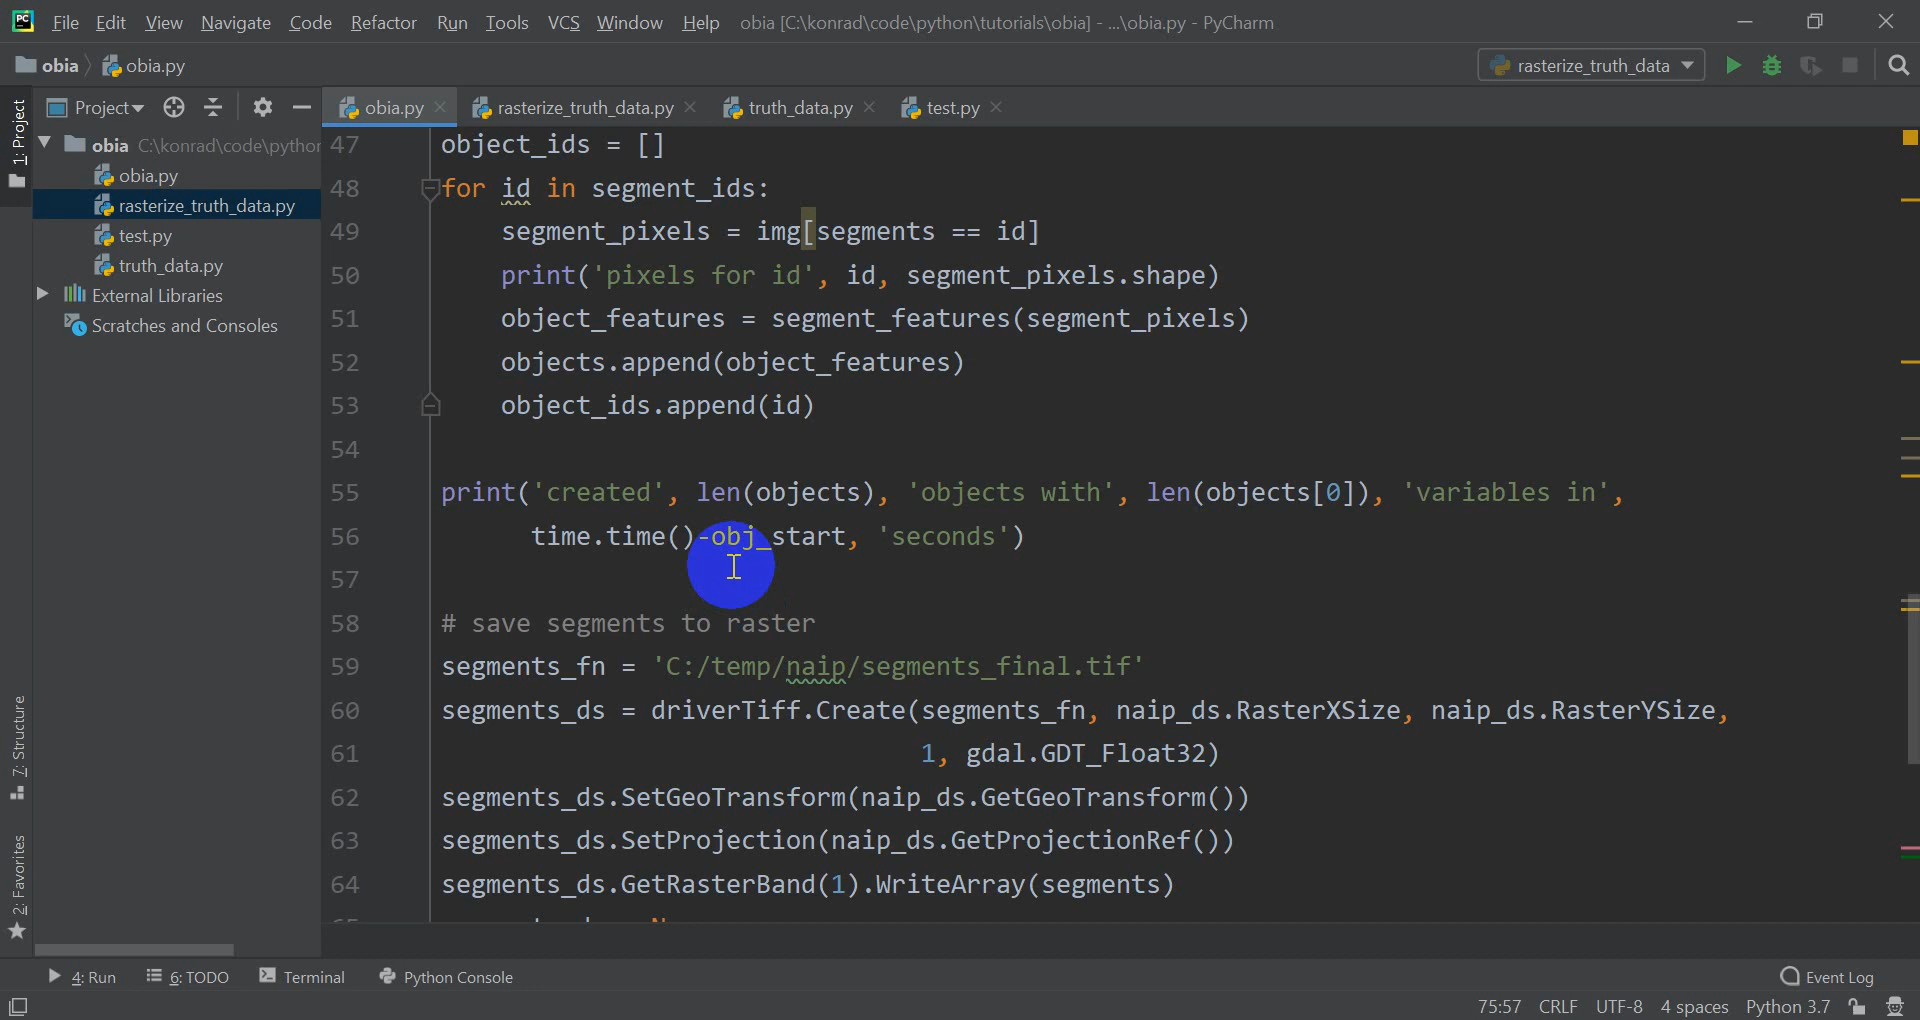 PC File Edit View Navigate Code Refactor Run Tools VCS Window Help obia [C:\konrad\code\python\tutorials\obia] - ...\obia.py - PyCharm
obia obia.py rasterize_truth_data
Project obia.py rasterize_truth_data.py truth_data.py test.py
1: Project
obia C:\konrad\code\python
obia.py
rasterize_truth_data.py
test.py
truth_data.py
External Libraries
Scratches and Consoles
7: Structure
2: Favorites
47 object_ids = []
48 for id in segment_ids:
49 segment_pixels = img[segments == id]
50 print('pixels for id', id, segment_pixels.shape)
51 object_features = segment_features(segment_pixels)
52 objects.append(object_features)
53 object_ids.append(id)
54
55 print('created', len(objects), 'objects with', len(objects[0]), 'variables in',
56 time.time()-obj_start, 'seconds')
57
58 # save segments to raster
59 segments_fn = 'C:/temp/naip/segments_final.tif'
60 segments_ds = driverTiff.Create(segments_fn, naip_ds.RasterXSize, naip_ds.RasterYSize,
61 1, gdal.GDT_Float32)
62 segments_ds.SetGeoTransform(naip_ds.GetGeoTransform())
63 segments_ds.SetProjection(naip_ds.GetProjectionRef())
64 segments_ds.GetRasterBand(1).WriteArray(segments)
4: Run 6: TODO Terminal Python Console Event Log
75:57 CRLF UTF-8 4 spaces Python 3.7